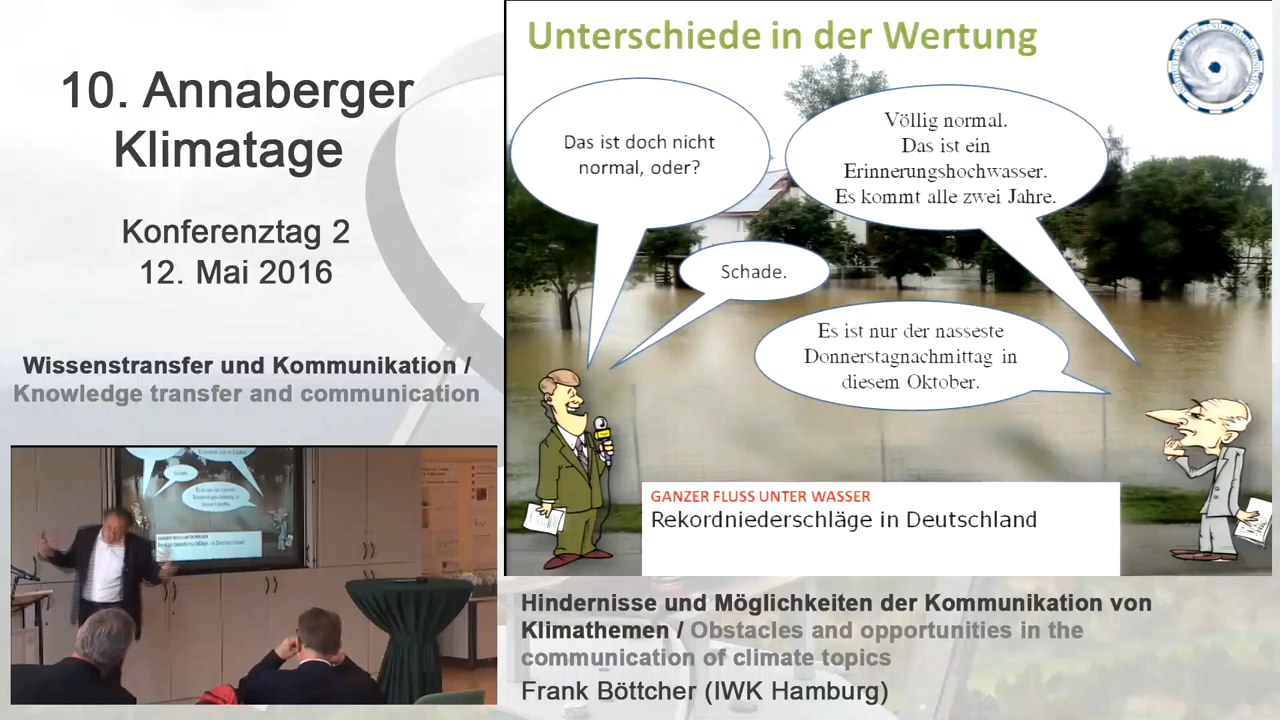 10. Annaberger
Klimatage
Konferenztag 2
12. Mai 2016
Wissenstransfer und Kommunikation /
Knowledge transfer and communication
Unterschiede in der Wertung
Das ist doch nicht
normal, oder?
Völlig normal.
Das ist ein
Erinnerungshochwasser.
Es kommt alle zwei Jahre.
Schade.
Es ist nur der nasseste
Donnerstagnachmittag in
diesem Oktober.
GANZER FLUSS UNTER WASSER
Rekordniederschläge in Deutschland
Hindernisse und Möglichkeiten der Kommunikation von
Klimathemen / Obstacles and opportunities in the
communication of climate topics
Frank Böttcher (IWK Hamburg)